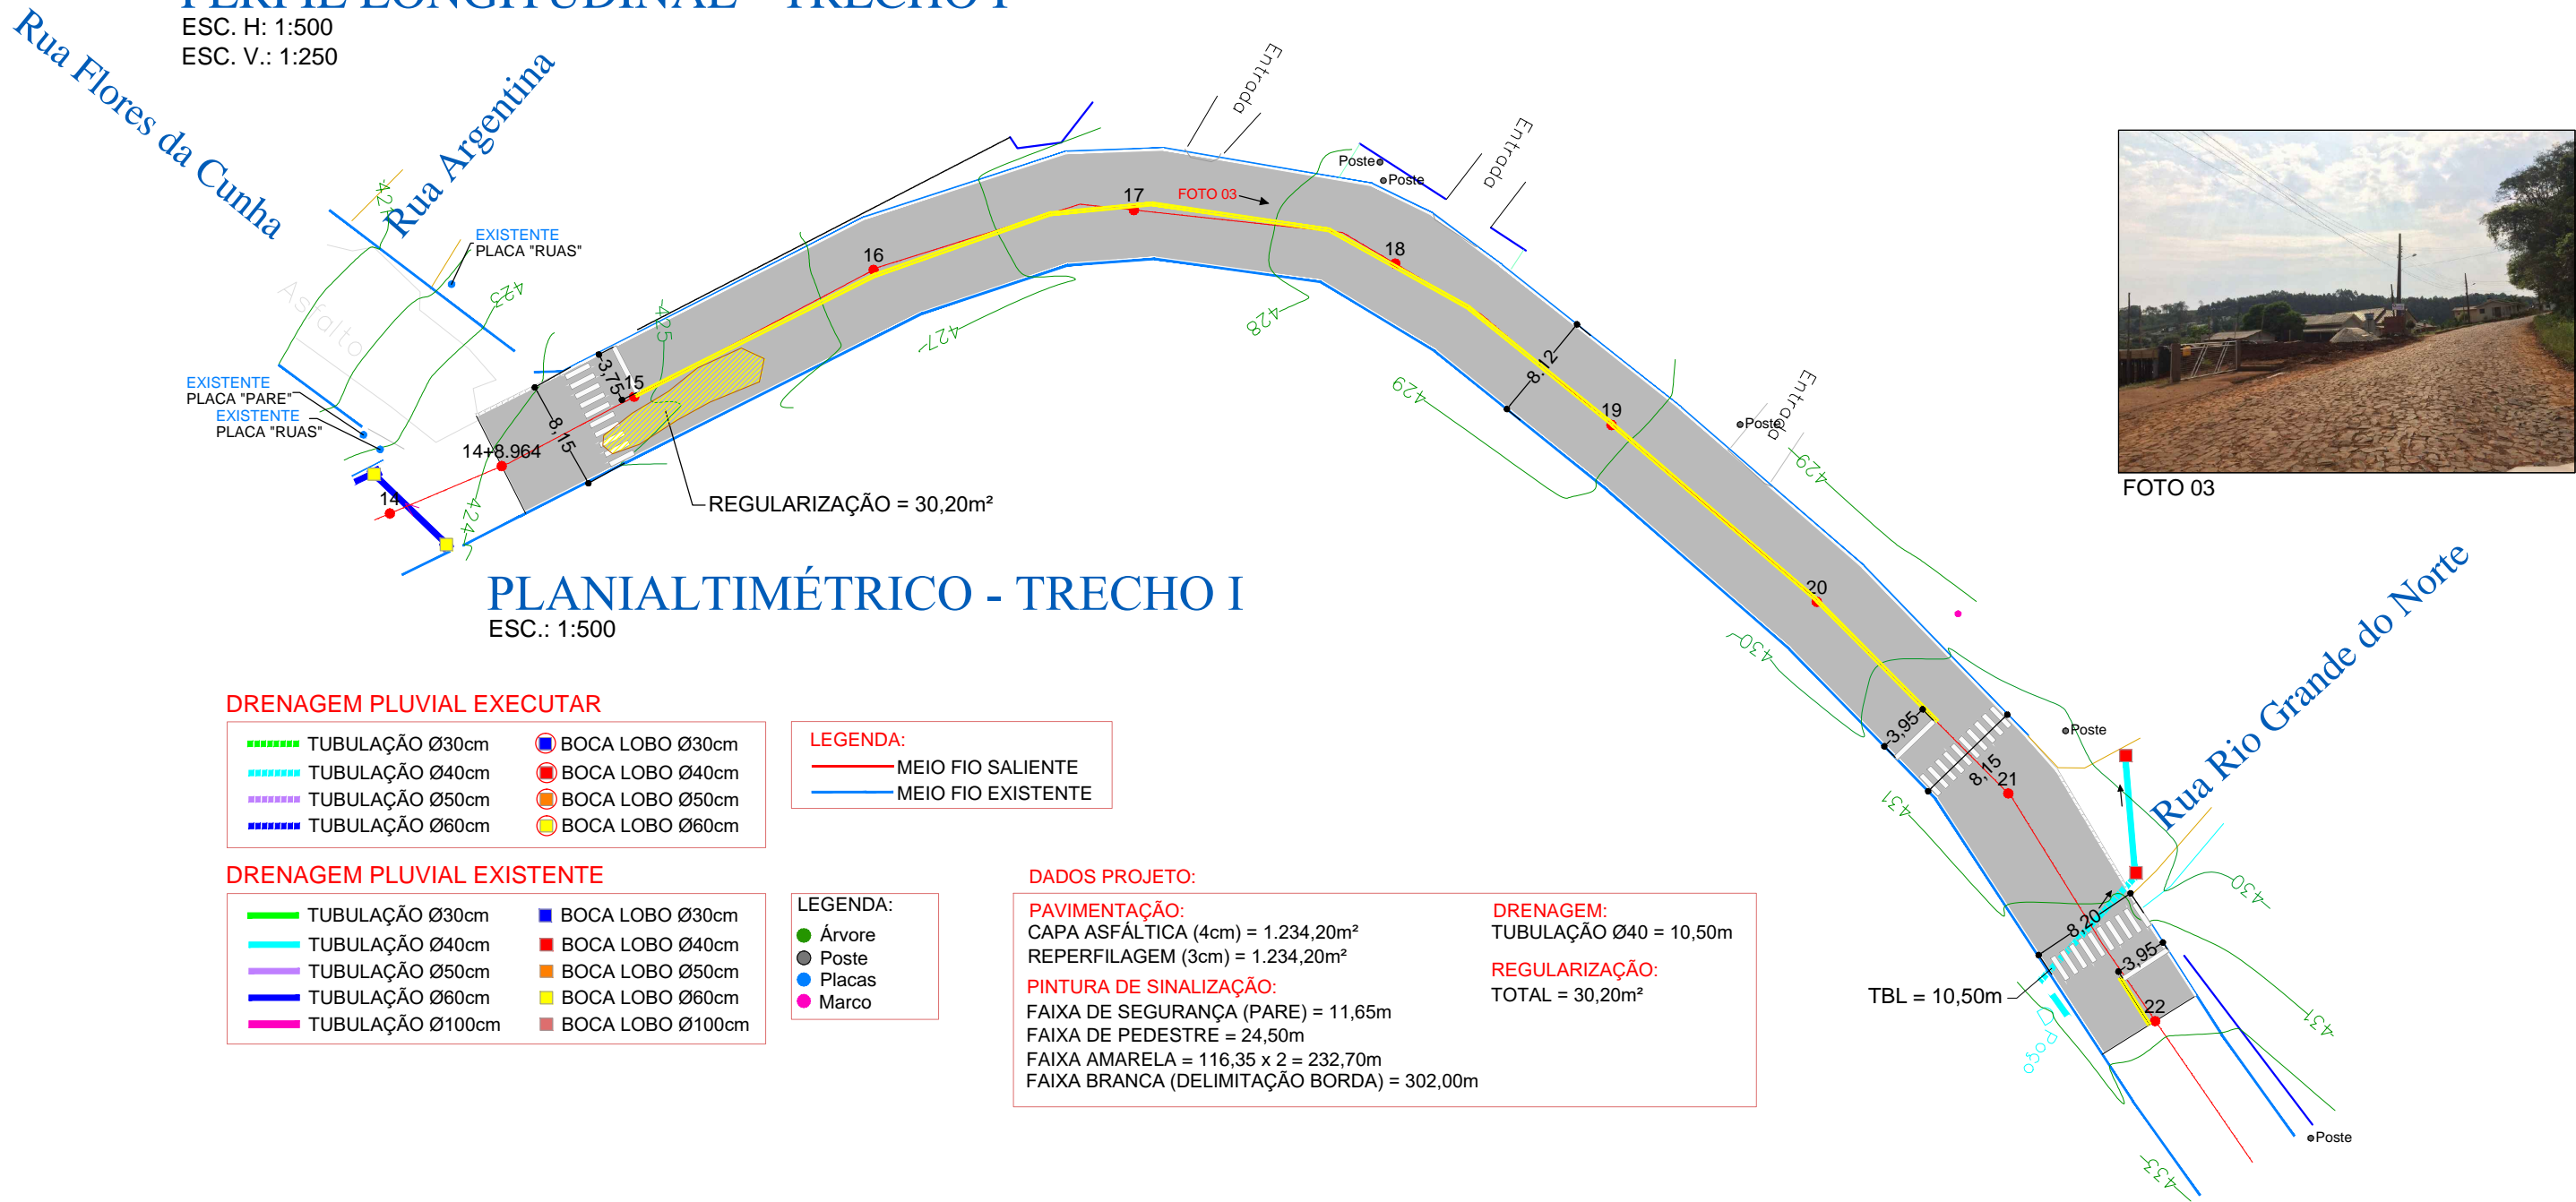 PERFIL LONGITUDINAL - TRECHO I
ESC. H: 1:500
ESC. V.: 1:250
Rua Flores da Cunha
Rua Argentina
421
423
Asfalto
EXISTENTE
PLACA "RUAS"
EXISTENTE
PLACA "PARE"
EXISTENTE
PLACA "RUAS"
14
14+8.964
424
8,15
3,75
15
425
REGULARIZAÇÃO = 30,20m²
16
427
17
FOTO 03
428
Entrada
Poste
Poste
Entrada
18
429
8.12
19
Entrada
Poste
429
20
430
3,95
8,15
21
431
Poste
Rua Rio Grande do Norte
430
8,20
3,95
22
TBL = 10,50m
Poço
431
Poste
433
FOTO 03
PLANIALTIMÉTRICO - TRECHO I
ESC.: 1:500
DRENAGEM PLUVIAL EXECUTAR
TUBULAÇÃO Ø30cm BOCA LOBO Ø30cm
TUBULAÇÃO Ø40cm BOCA LOBO Ø40cm
TUBULAÇÃO Ø50cm BOCA LOBO Ø50cm
TUBULAÇÃO Ø60cm BOCA LOBO Ø60cm
LEGENDA:
MEIO FIO SALIENTE
MEIO FIO EXISTENTE
DRENAGEM PLUVIAL EXISTENTE
TUBULAÇÃO Ø30cm BOCA LOBO Ø30cm
TUBULAÇÃO Ø40cm BOCA LOBO Ø40cm
TUBULAÇÃO Ø50cm BOCA LOBO Ø50cm
TUBULAÇÃO Ø60cm BOCA LOBO Ø60cm
TUBULAÇÃO Ø100cm BOCA LOBO Ø100cm
LEGENDA:
Árvore
Poste
Placas
Marco
DADOS PROJETO:
PAVIMENTAÇÃO:
CAPA ASFÁLTICA (4cm) = 1.234,20m²
REPERFILAGEM (3cm) = 1.234,20m²
PINTURA DE SINALIZAÇÃO:
FAIXA DE SEGURANÇA (PARE) = 11,65m
FAIXA DE PEDESTRE = 24,50m
FAIXA AMARELA = 116,35 x 2 = 232,70m
FAIXA BRANCA (DELIMITAÇÃO BORDA) = 302,00m
DRENAGEM:
TUBULAÇÃO Ø40 = 10,50m
REGULARIZAÇÃO:
TOTAL = 30,20m²